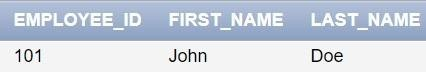 EMPLOYEE_ID FIRST_NAME LAST_NAME
101 John Doe